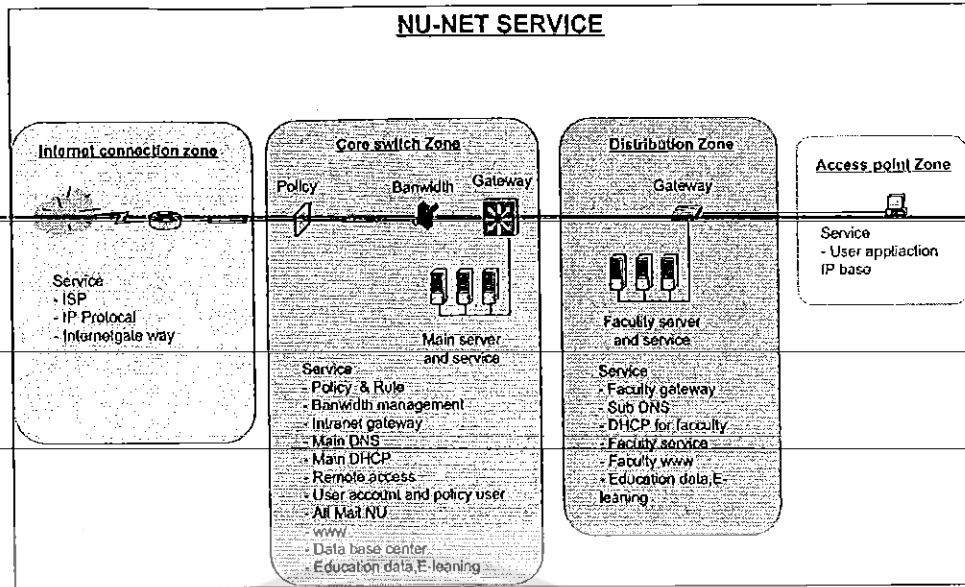 NU-NET SERVICE
Internet connection zone
Service
- ISP
- IP Protocal
- Internetgate way
Core switch Zone
Policy
Banwidth
Gateway
Main server
and service
Service
- Policy & Rule
- Banwidth management
- Intranet gateway
- Main DNS
- Main DHCP
- Remote access
- User account and policy user
- All Mail NU
- www
- Data base center
- Education data,E-leaning
Distribution Zone
Gateway
Faculty server
and service
Service
- Faculty gateway
- Sub DNS
- DHCP for facculty
- Faculty service
- Faculty www
- Education data,E-
leaning
Access point Zone
Service
- User appliaction
IP base